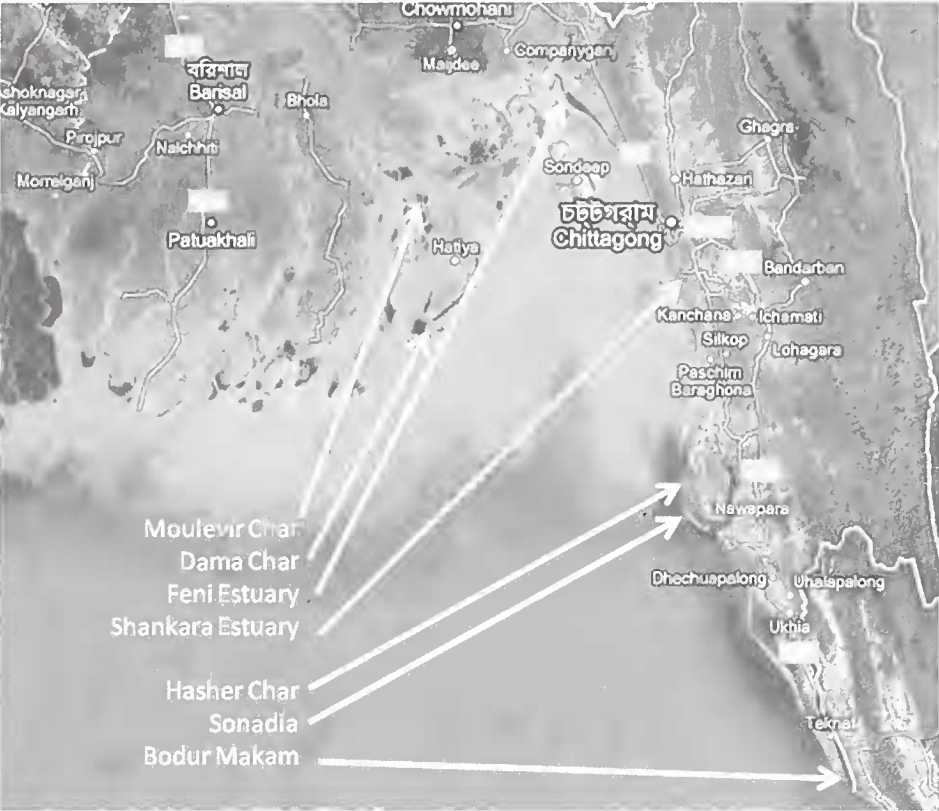 Chowmohani
Maijdee
Companyganj
বরিশাল
Barisal
Bhola
shoknagar
Kalyangarh
Pirojpur
Nalchhiti
Morrelganj
Ghagra
Sondeep
Hathazari
চট্টগ্রাম
Chittagong
Patuakhali
Hatiya
Bandarban
Kanchana
Ichamati
Silkop
Lohagara
Paschim
Baraghona
Nawapara
Moulevir Char
Dama Char
Feni Estuary
Shankara Estuary
Dhechuapalong
Uhalapalong
Ukhia
Hasher Char
Sonadia
Bodur Makam
Teknaf